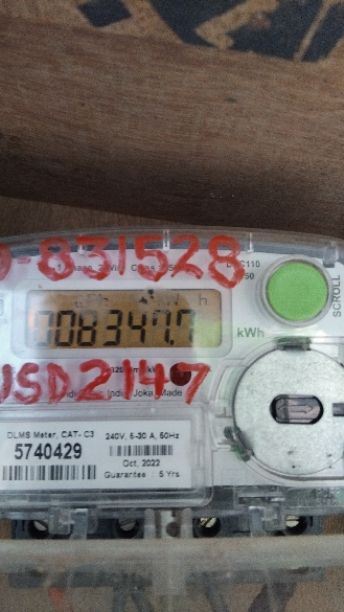 -831528
SCROLL
008347.7
kWh
USD2147
DLMS Meter, CAT- C3
5740429
240V, 5-30 A, 50Hz
Oct, 2022
Guarantee : 5 Yrs